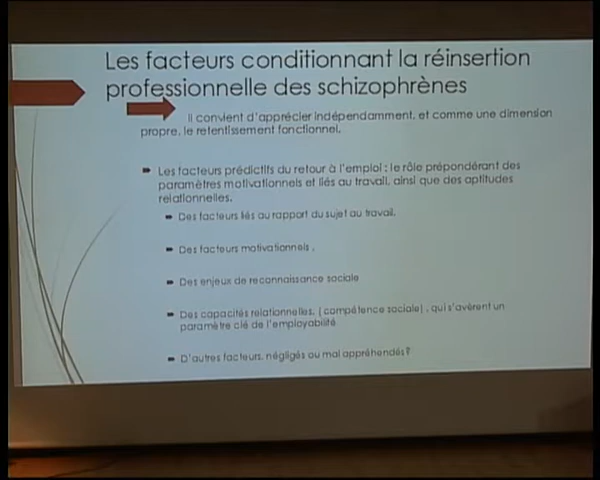 Les facteurs conditionnant la réinsertion
professionnelle des schizophrènes
Il convient d'apprécier indépendamment, et comme une dimension
propre, le retentissement fonctionnel.
Les facteurs prédictifs du retour à l'emploi : le rôle prépondérant des
paramètres motivationnels et liés au travail, ainsi que des aptitudes
relationnelles.
Des facteurs liés au rapport du sujet au travail.
Des facteurs motivationnels .
Des enjeux de reconnaissance sociale
Des capacités relationnelles, (compétence sociale) , qui s'avèrent un
paramètre clé de l'employabilité
D'autres facteurs, négligés ou mal appréhendés?